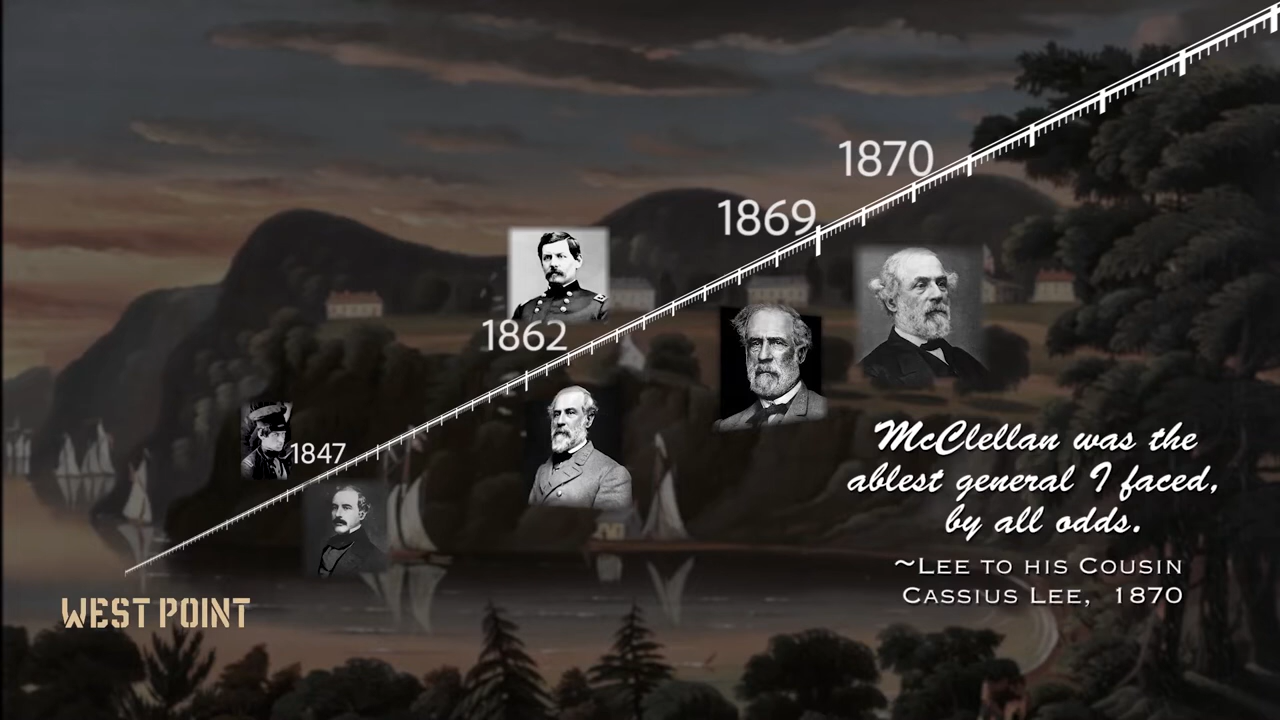 1870
1869
1862
1847
McClellan was the
ablest general I faced,
by all odds.
~LEE TO HIS COUSIN
CASSIUS LEE, 1870
WEST POINT